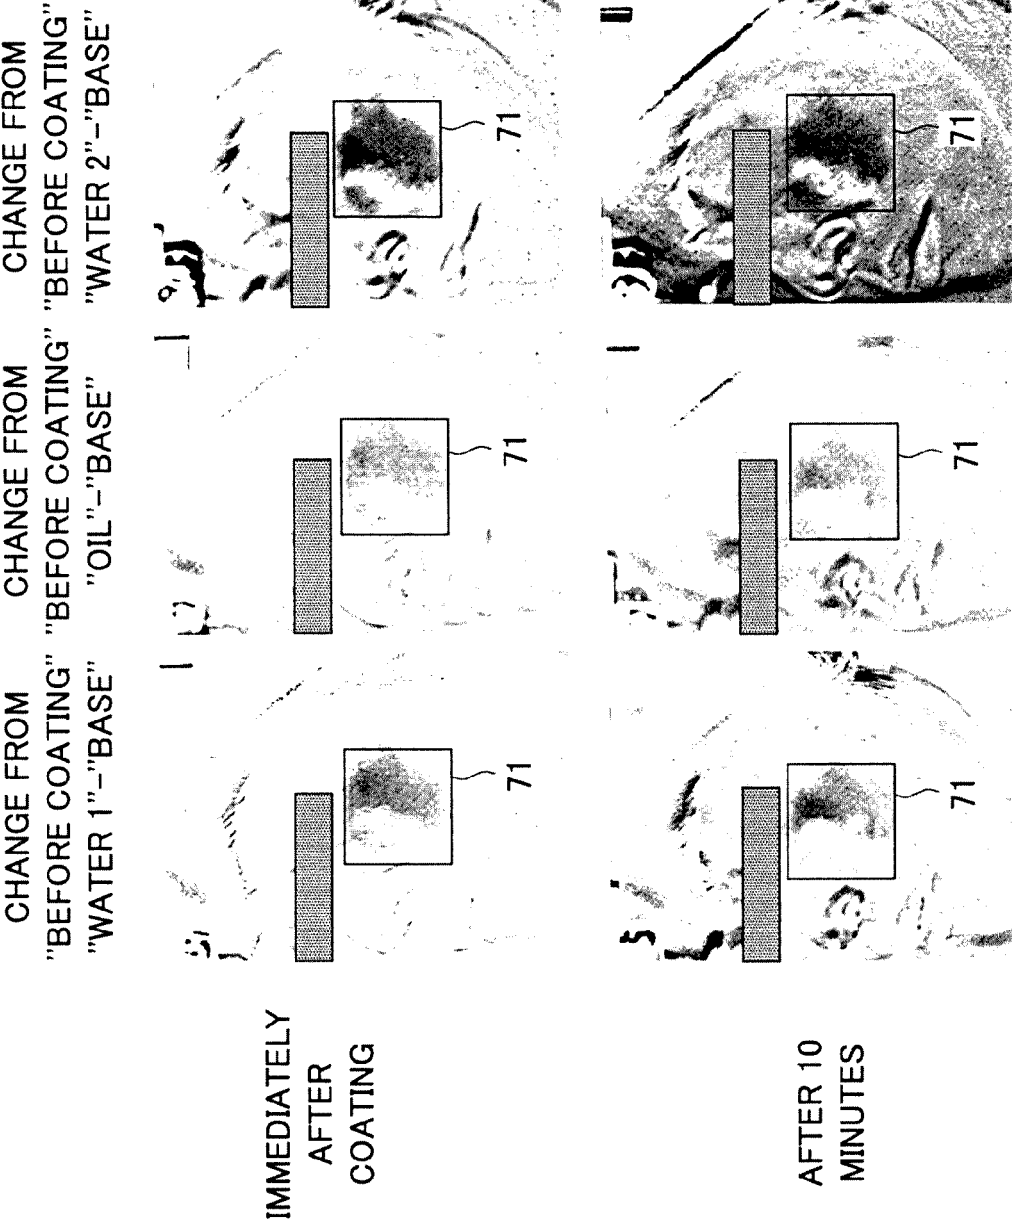 CHANGE FROM
"BEFORE COATING"
"WATER 1"-"BASE"
CHANGE FROM
"BEFORE COATING"
"OIL"-"BASE"
CHANGE FROM
"BEFORE COATING"
"WATER 2"-"BASE"
IMMEDIATELY
AFTER
COATING
71
71
71
AFTER 10
MINUTES
71
71
71